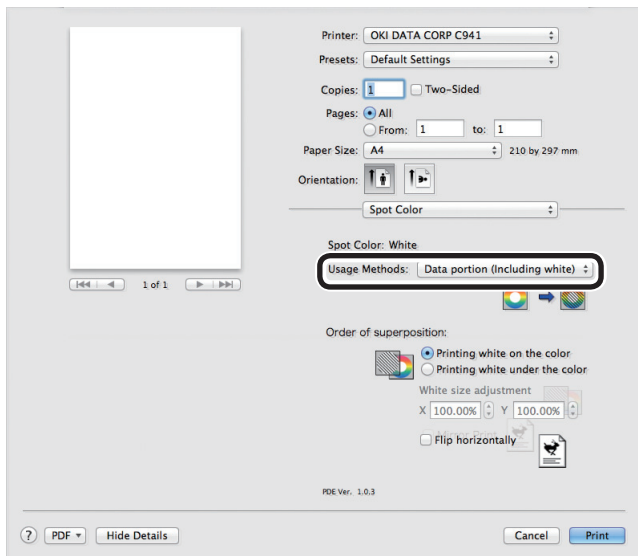 Printer: OKI DATA CORP C941
Presets: Default Settings
Copies: 1 Two-Sided
Pages: All
From: 1 to: 1
Paper Size: A4 210 by 297 mm
Orientation:
Spot Color
Spot Color: White
Usage Methods: Data portion (Including white)
1 of 1
Order of superposition:
Printing white on the color
Printing white under the color
White size adjustment
X 100.00% Y 100.00%
Mirror Print
Flip horizontally
PDE Ver. 1.0.3
? PDF Hide Details Cancel Print